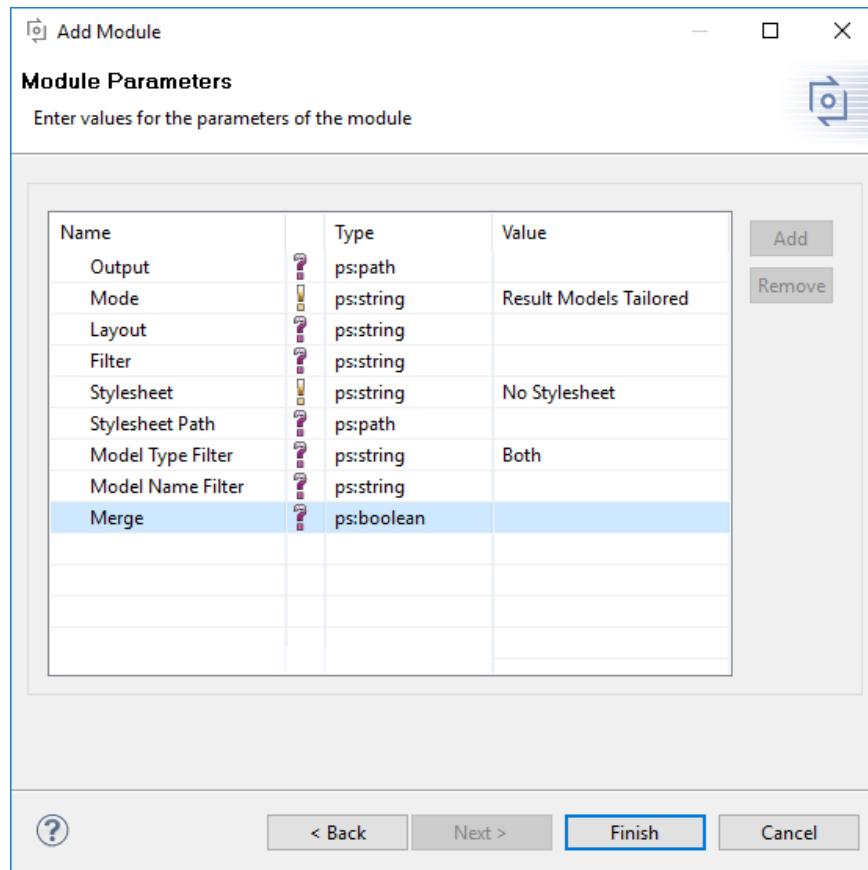 Add Module
Module Parameters
Enter values for the parameters of the module
Name Type Value
Output ps:path
Mode ps:string Result Models Tailored
Layout ps:string
Filter ps:string
Stylesheet ps:string No Stylesheet
Stylesheet Path ps:path
Model Type Filter ps:string Both
Model Name Filter ps:string
Merge ps:boolean
Add
Remove
< Back Next > Finish Cancel